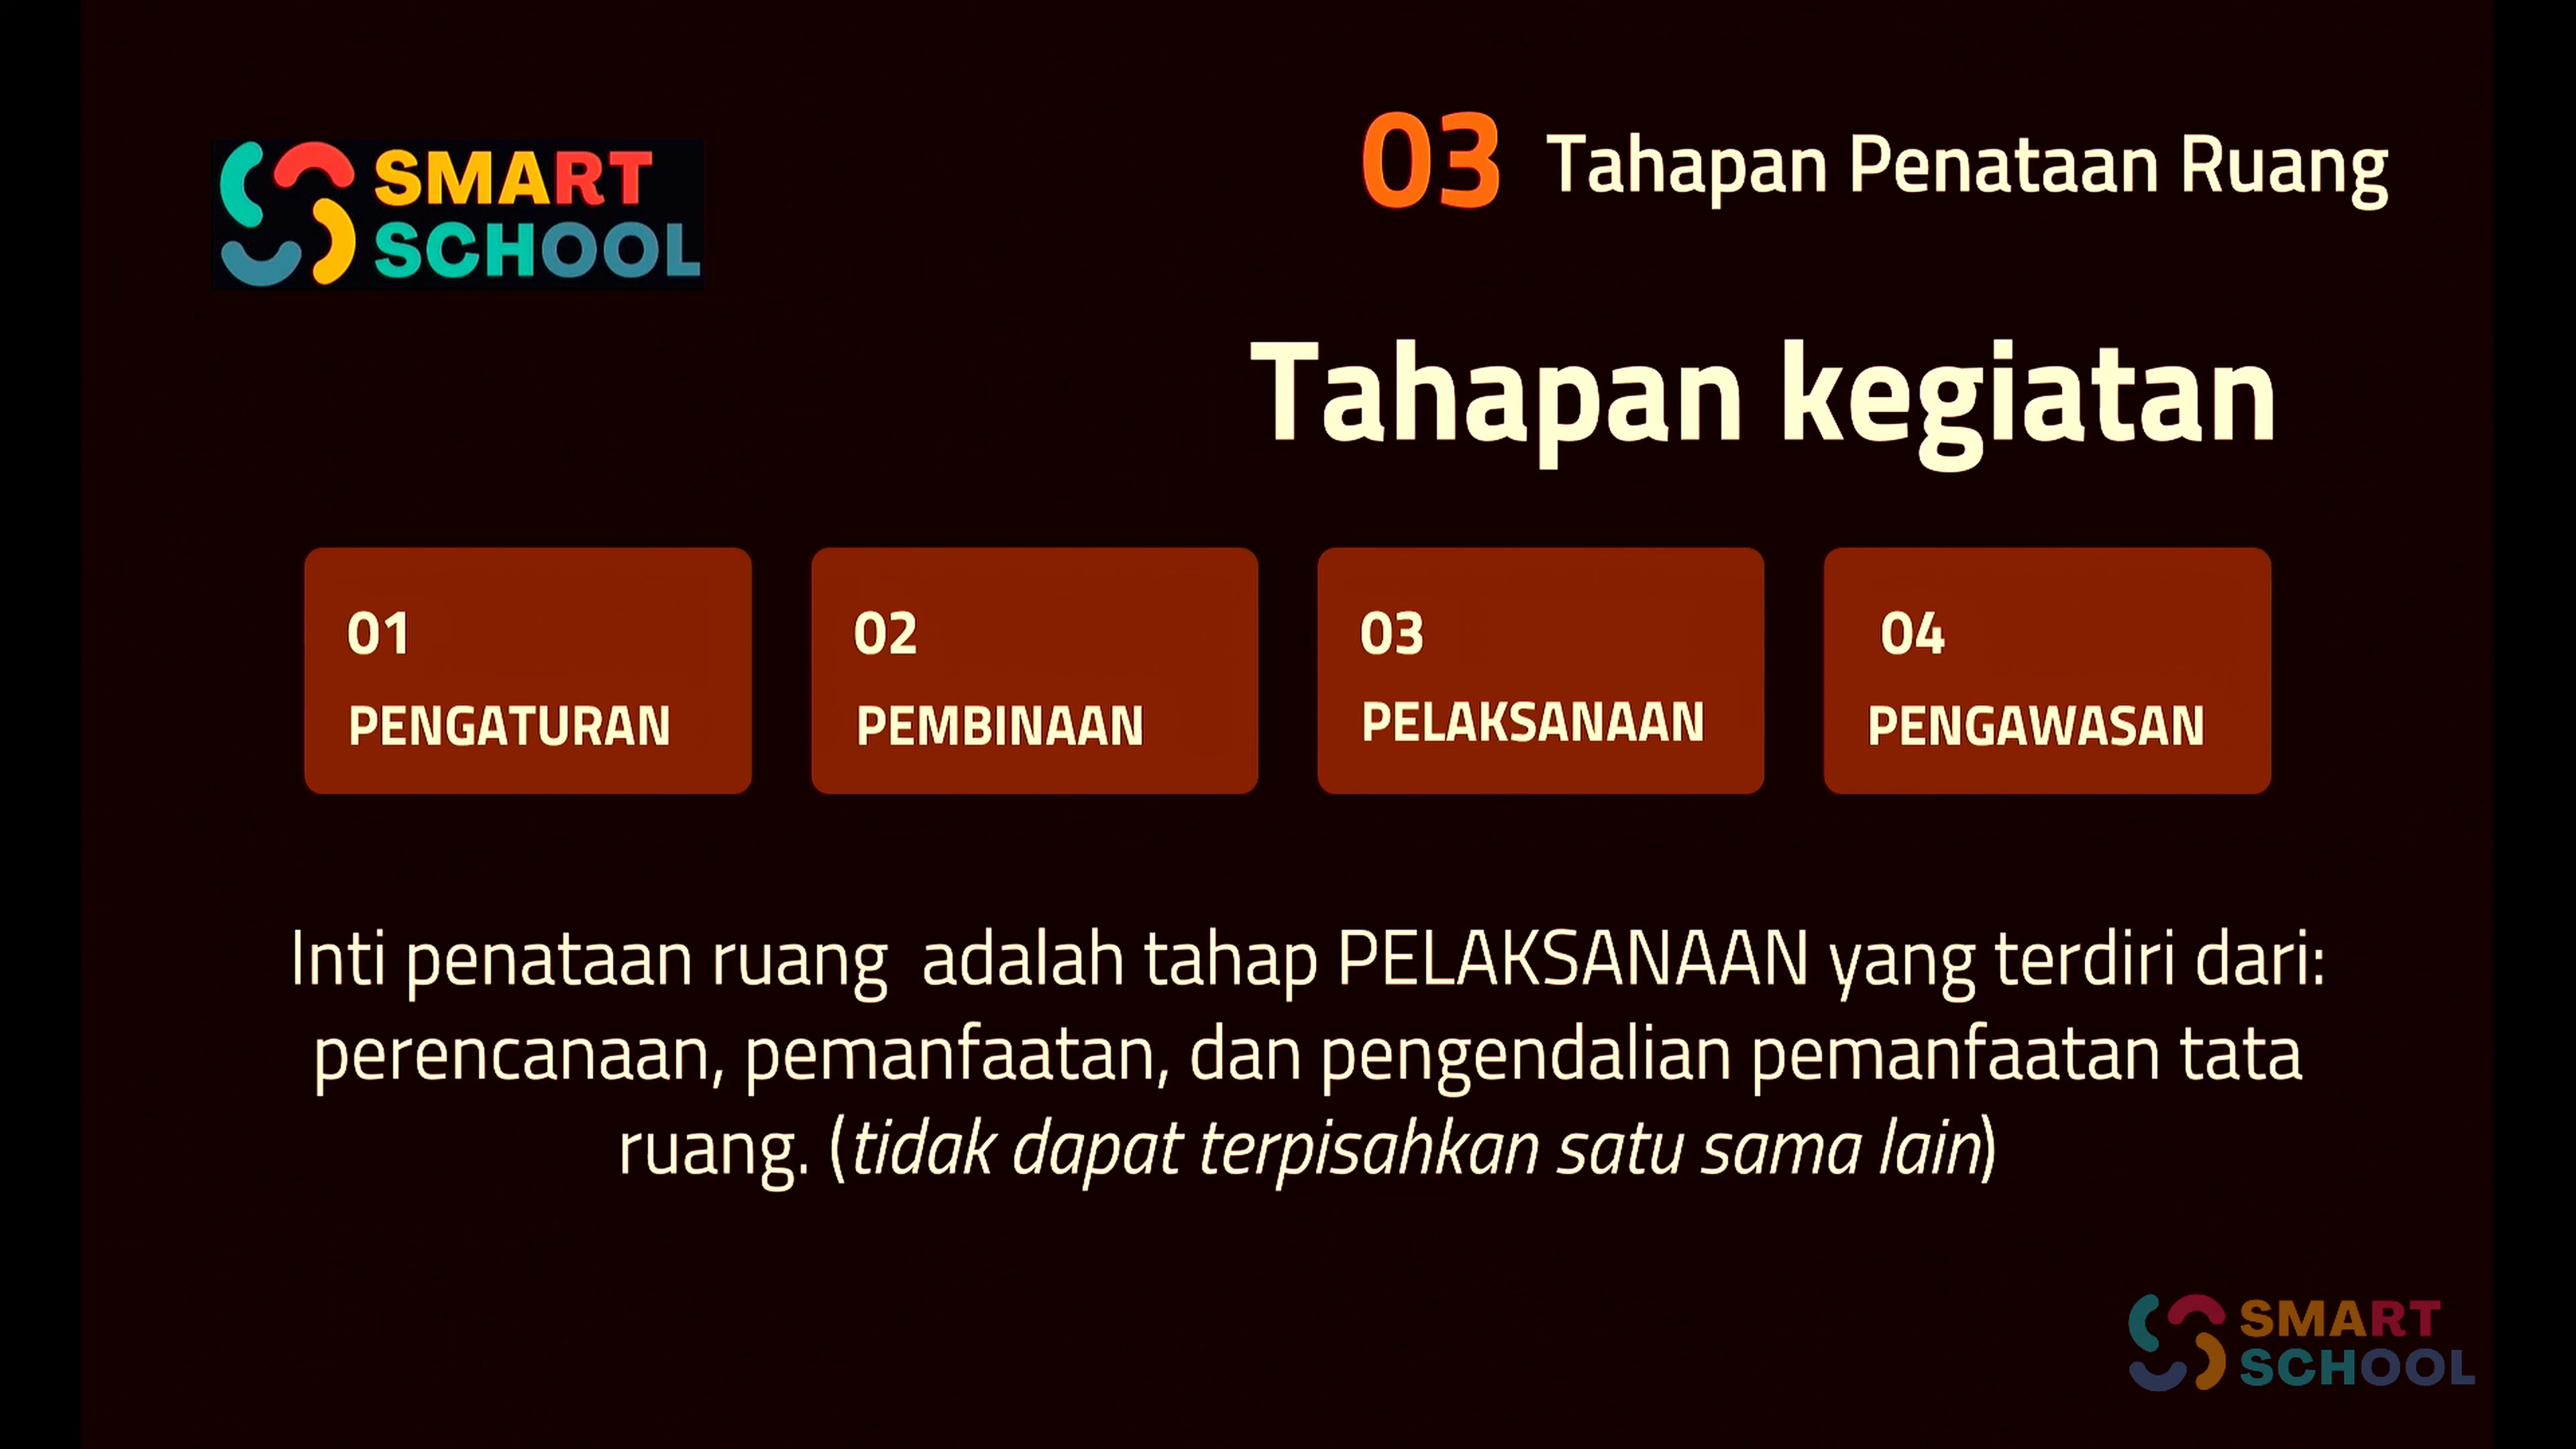 SMART
SCHOOL
03 Tahapan Penataan Ruang
Tahapan kegiatan
01
PENGATURAN
02
PEMBINAAN
03
PELAKSANAAN
04
PENGAWASAN
Inti penataan ruang adalah tahap PELAKSANAAN yang terdiri dari:
perencanaan, pemanfaatan, dan pengendalian pemanfaatan tata
ruang. (tidak dapat terpisahkan satu sama lain)
SMART
SCHOOL